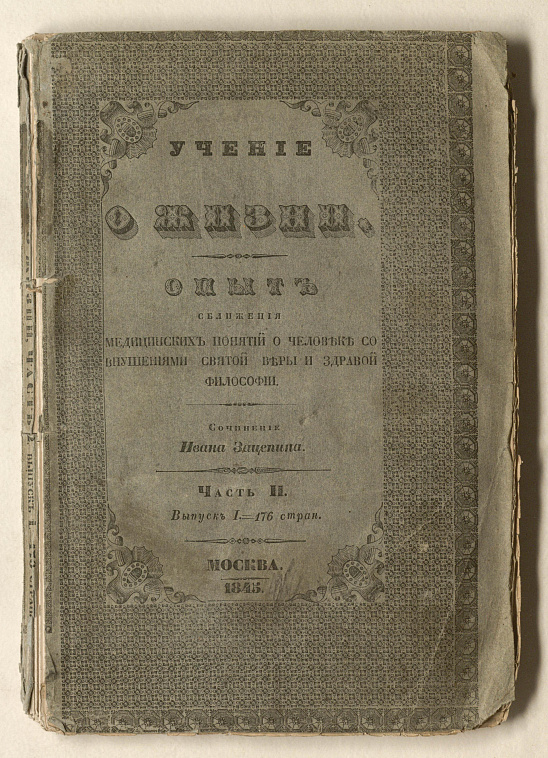 УЧЕНІЕ
О ЖИЗНИ,
ОПЫТЪ
СБЛИЖЕНІЯ
МЕДИЦИНСКИХЪ ПОНЯТІЙ О ЧЕЛОВѢКѢ СО
ВНУШЕНІЯМИ СВЯТОЙ ВѢРЫ И ЗДРАВОЙ
ФИЛОСОФІИ.
СОЧИНЕНІЕ
Ивана Зацепина.
ЧАСТЬ II.
Выпускъ I.—176 стран.
МОСКВА.
1845.